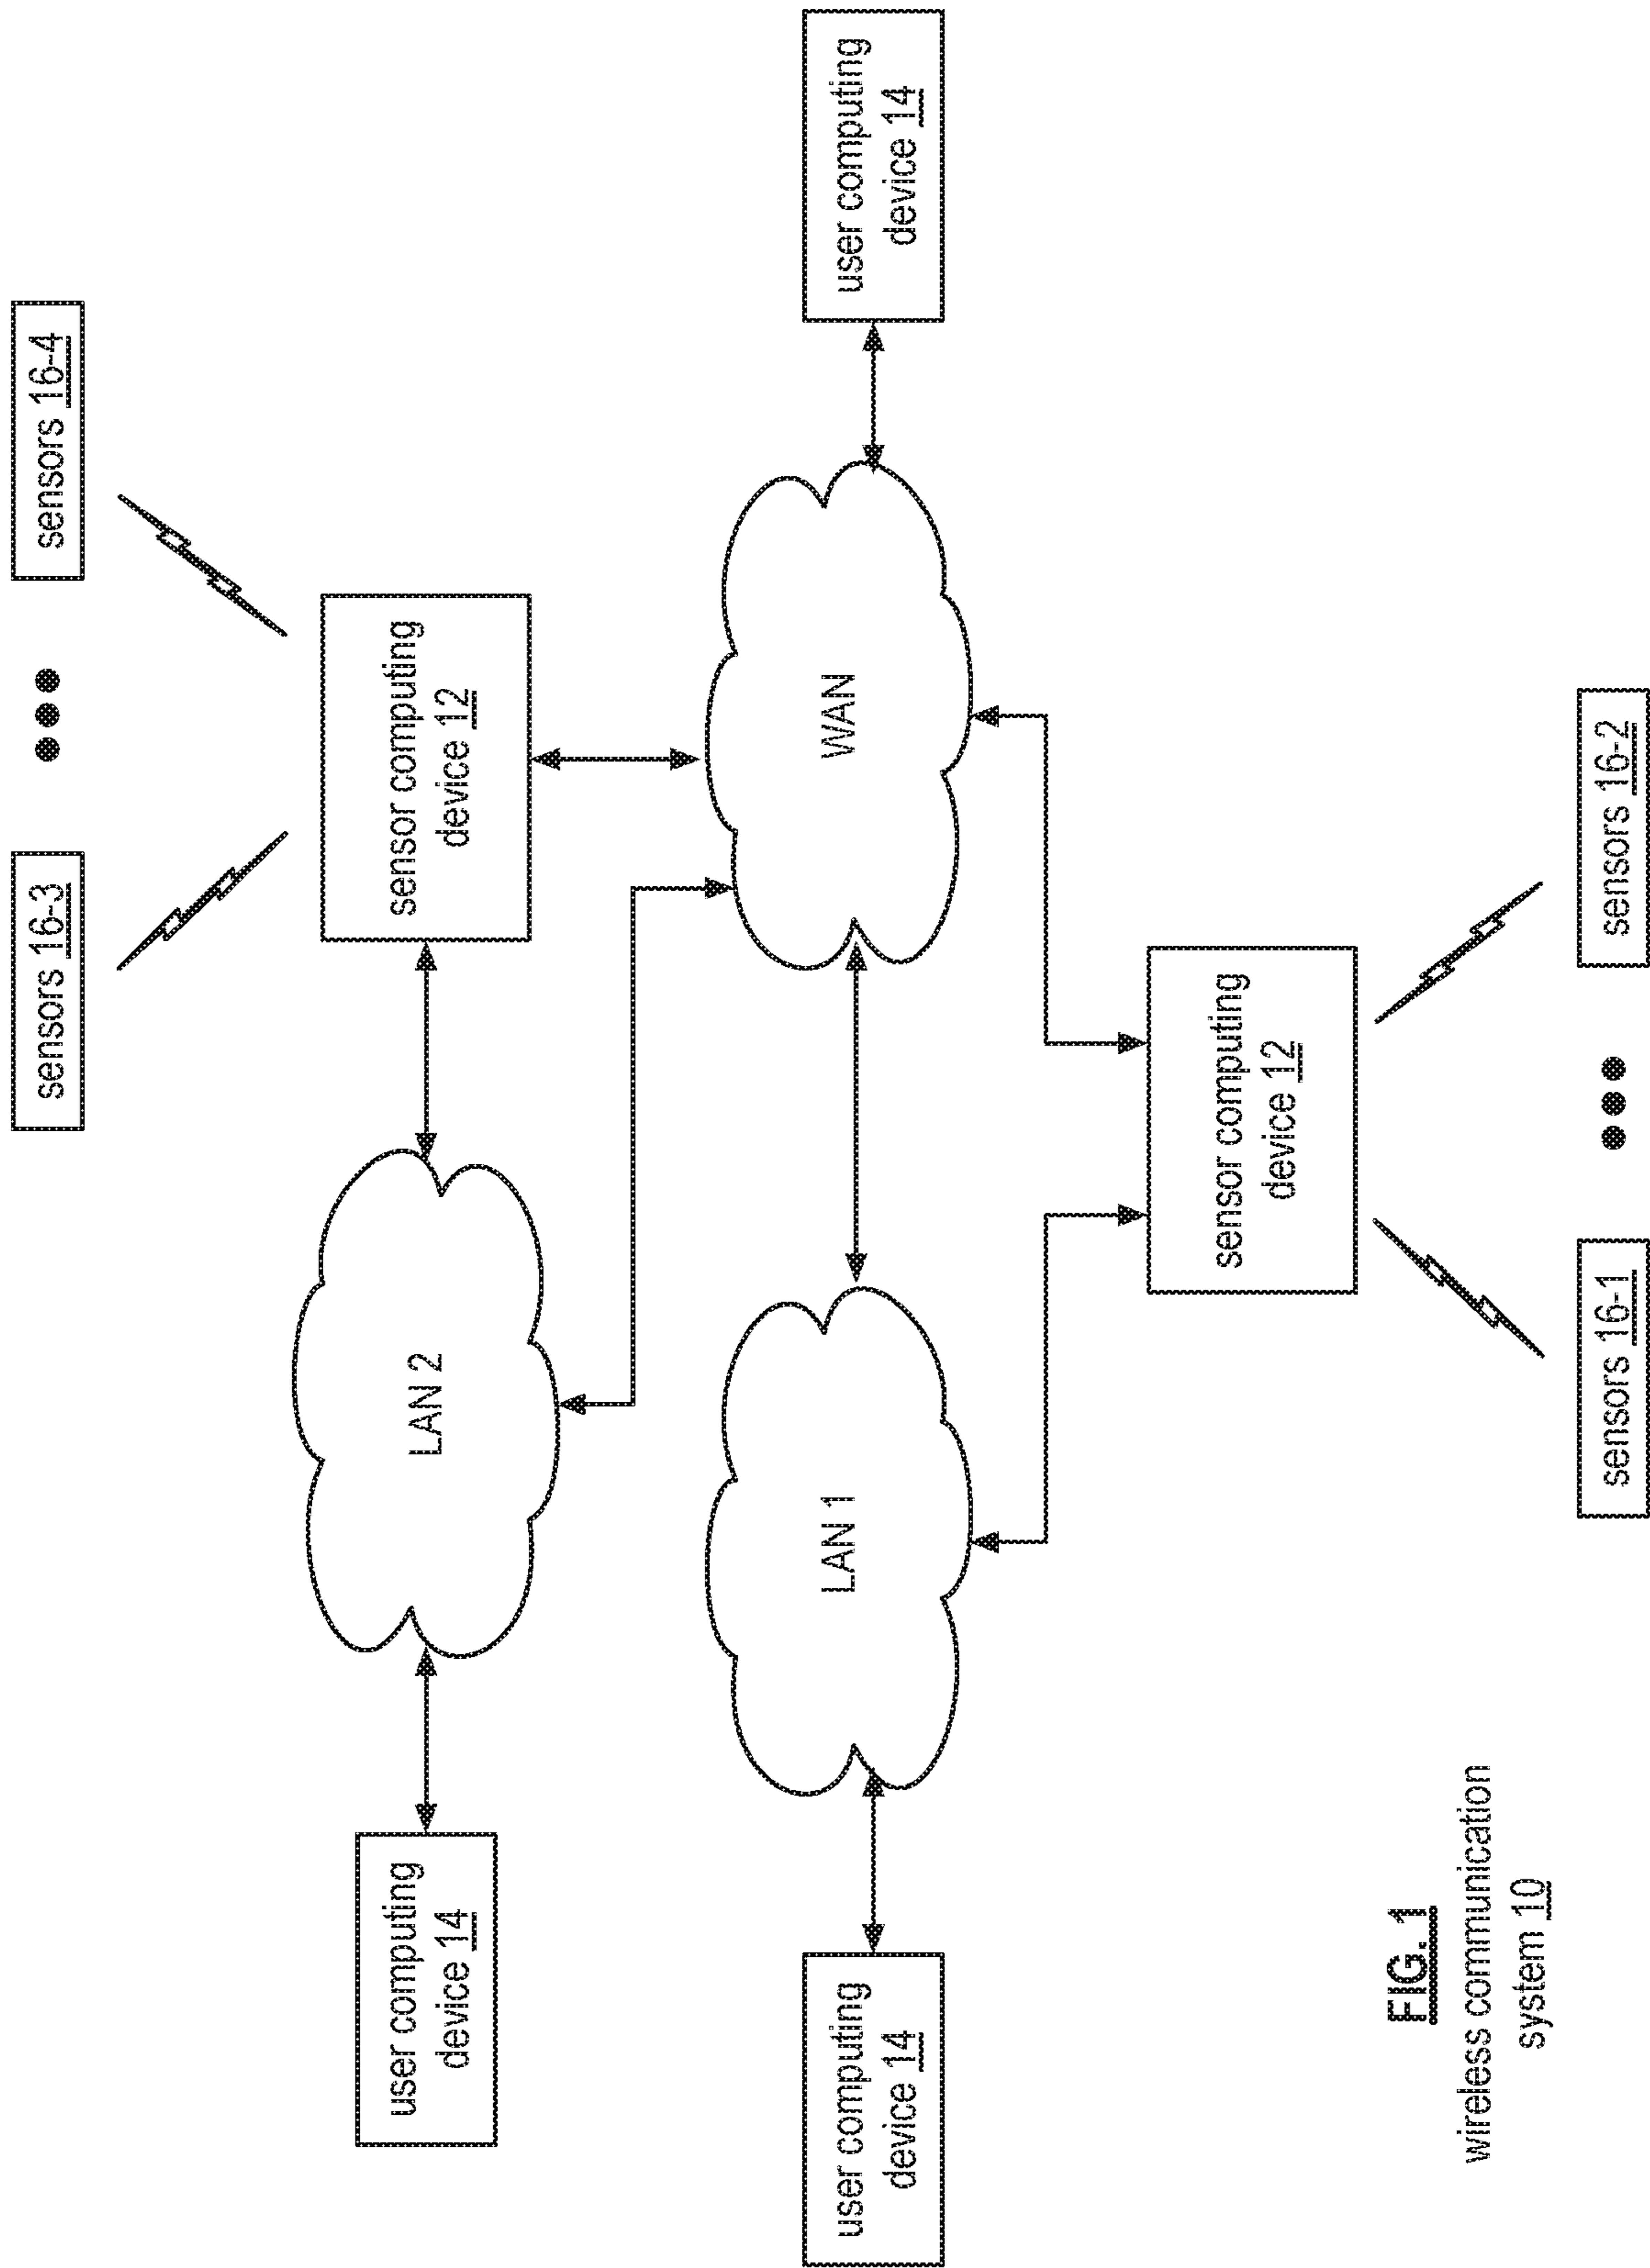 sensors 16-3
sensors 16-4
user computing
device 14
LAN 2
sensor computing
device 12
user computing
device 14
LAN 1
WAN
user computing
device 14
sensor computing
device 12
sensors 16-1
sensors 16-2
FIG. 1
wireless communication
system 10